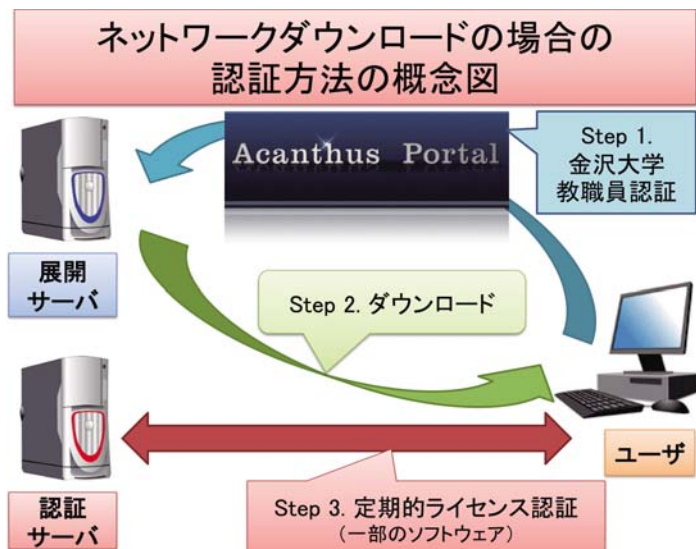 ネットワークダウンロードの場合の
認証方法の概念図
Acanthus Portal
Step 1.
金沢大学
教職員認証
展開
サーバ
Step 2. ダウンロード
認証
サーバ
ユーザ
Step 3. 定期的ライセンス認証
(一部のソフトウェア)